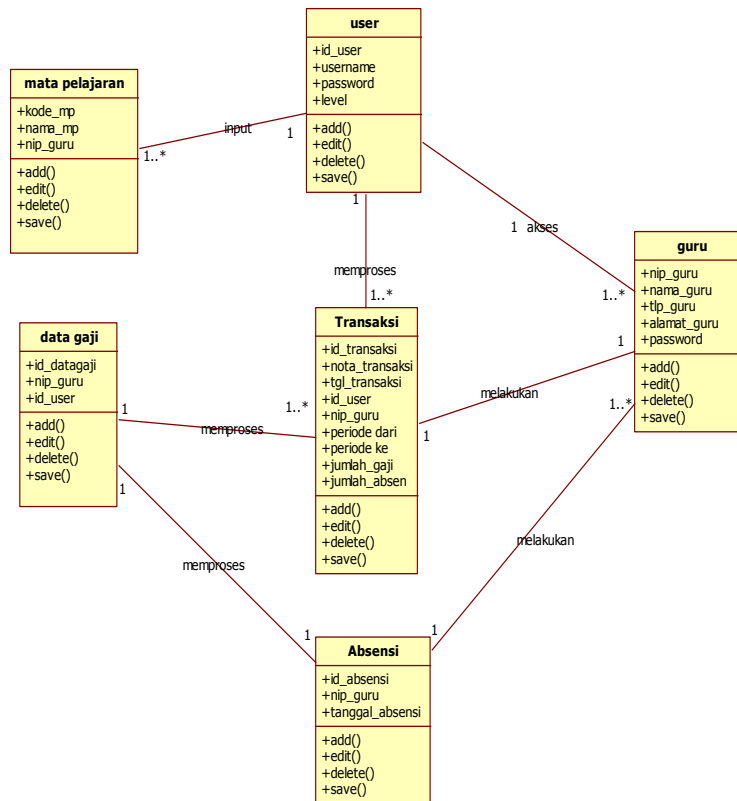 user
+id_user
+username
+password
+level
+add()
+edit()
+delete()
+save()
mata pelajaran
+kode_mp
+nama_mp
+nip_guru
+add()
+edit()
+delete()
+save()
input
1
1..*
1
memproses
1..*
1 akses
1..*
guru
+nip_guru
+nama_guru
+tlp_guru
+alamat_guru
+password
+add()
+edit()
+delete()
+save()
data gaji
+id_datagaji
+nip_guru
+id_user
+add()
+edit()
+delete()
+save()
Transaksi
+id_transaksi
+nota_transaksi
+tgl_transaksi
+id_user
+nip_guru
+periode dari
+periode ke
+jumlah_gaji
+jumlah_absen
+add()
+edit()
+delete()
+save()
1
memproses
1..*
1
melakukan
1
1..*
melakukan
1
1
memproses
1
Absensi
+id_absensi
+nip_guru
+tanggal_absensi
+add()
+edit()
+delete()
+save()